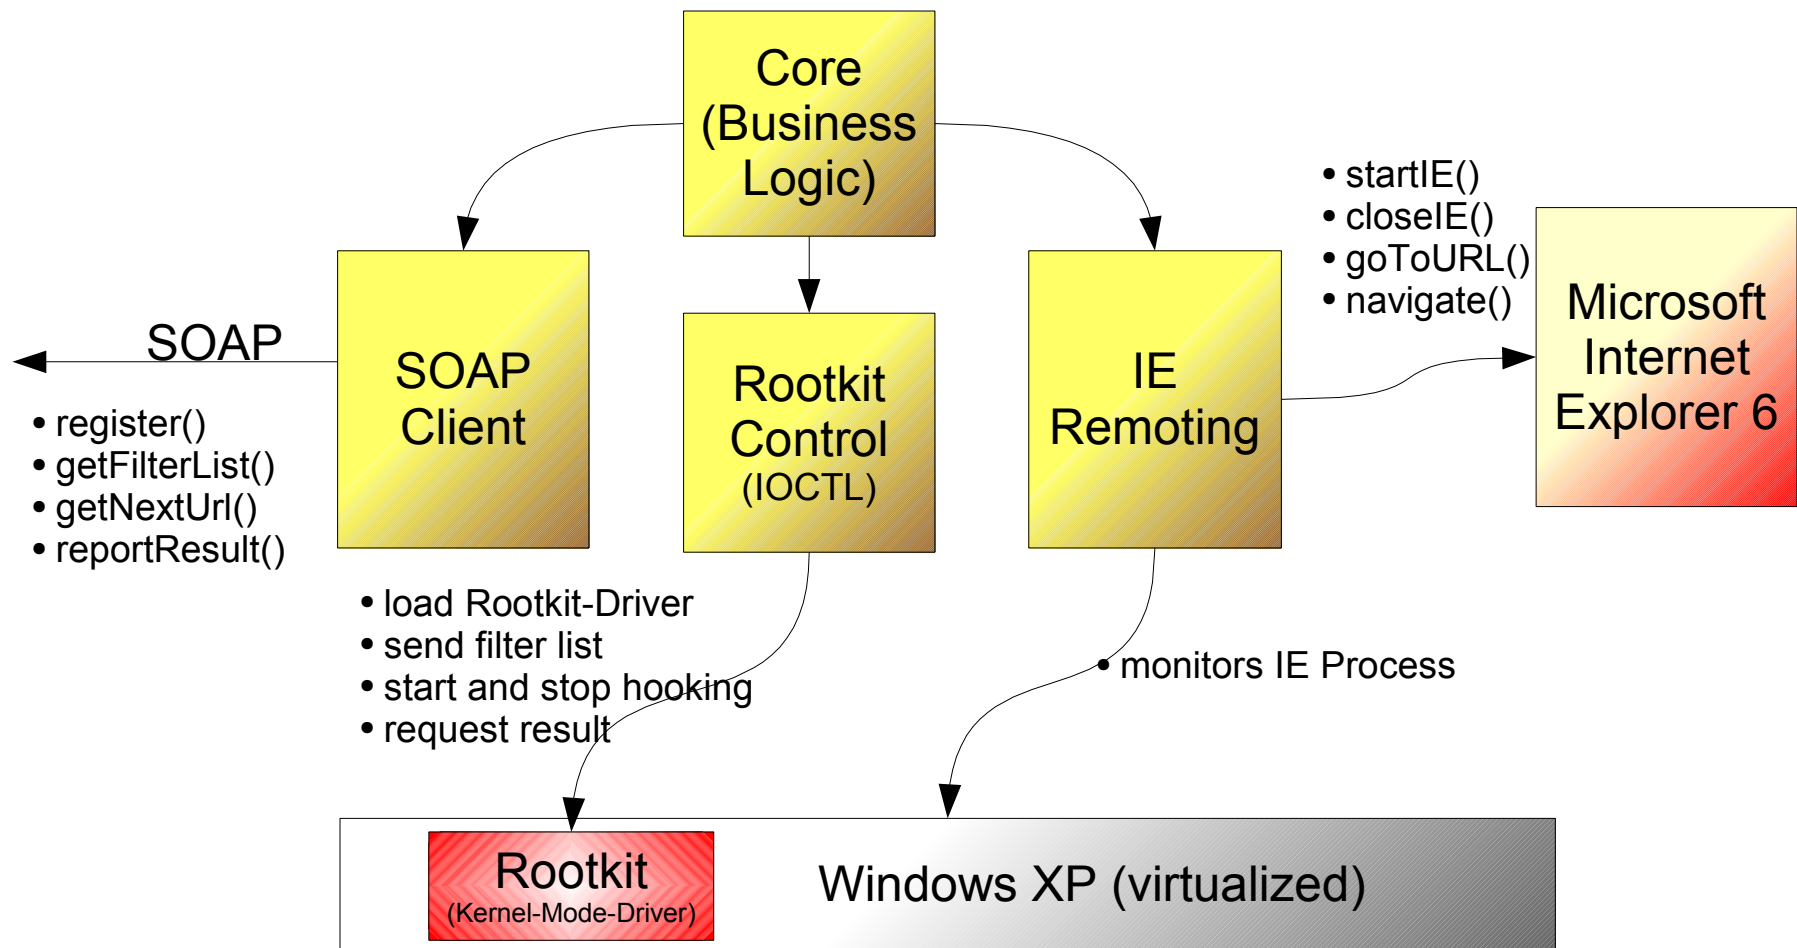 Core
(Business
Logic)
• startIE()
• closeIE()
• goToURL()
• navigate()
SOAP
• register()
• getFilterList()
• getNextUrl()
• reportResult()
SOAP
Client
Rootkit
Control
(IOCTL)
IE
Remoting
Microsoft
Internet
Explorer 6
• load Rootkit-Driver
• send filter list
• start and stop hooking
• request result
• monitors IE Process
Rootkit
(Kernel-Mode-Driver)
Windows XP (virtualized)